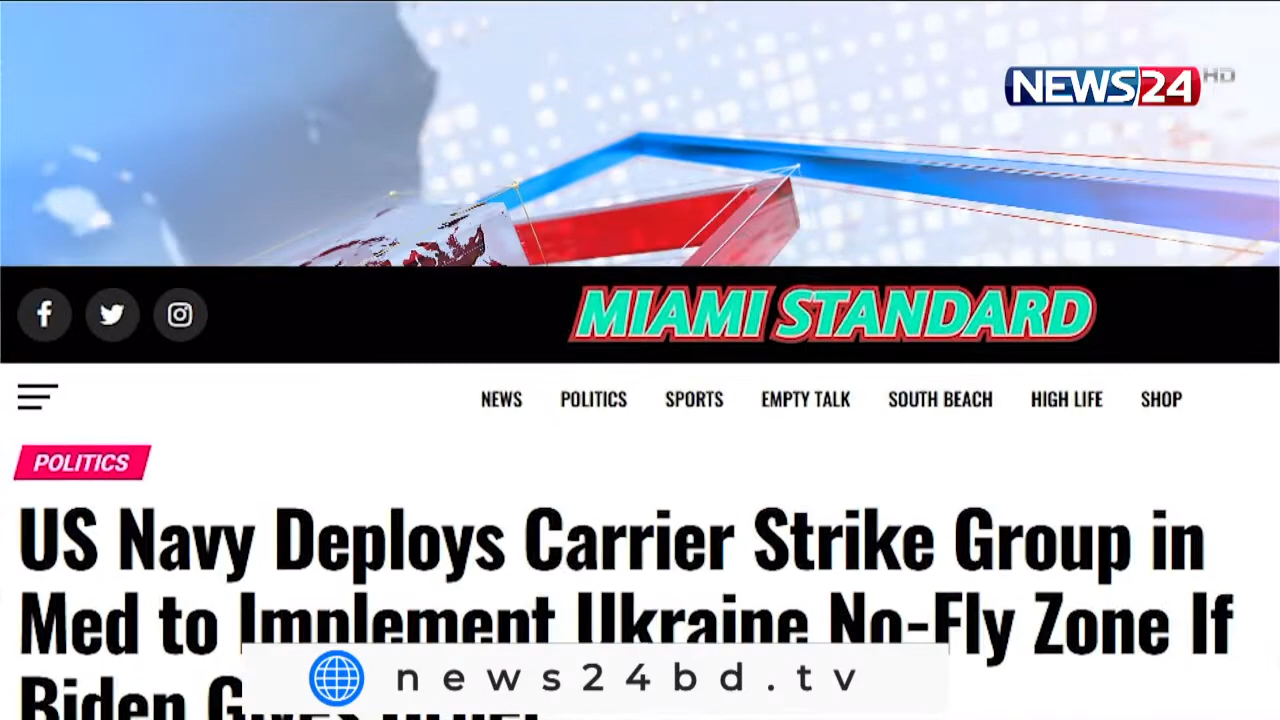 NEWS24 HD
MIAMI STANDARD
NEWS POLITICS SPORTS EMPTY TALK SOUTH BEACH HIGH LIFE SHOP
POLITICS
US Navy Deploys Carrier Strike Group in
Med to Implement Ukraine No-Fly Zone If
Biden
news24bd.tv